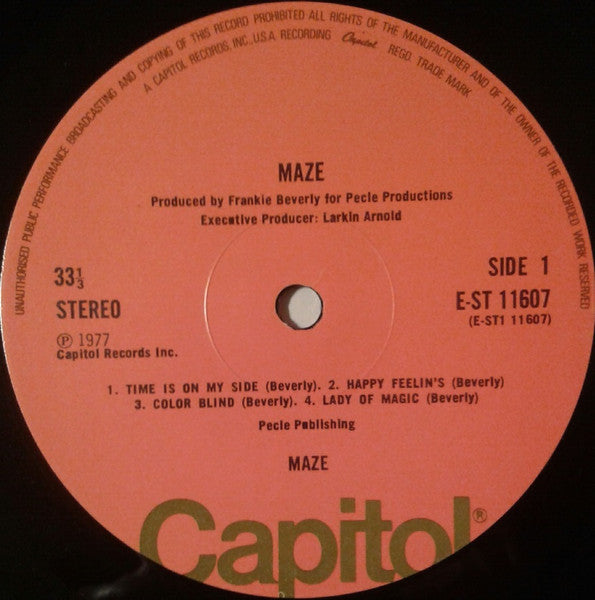 UNAUTHORISED PUBLIC PERFORMANCE BROADCASTING AND COPYING OF THIS RECORD PROHIBITED ALL RIGHTS OF THE MANUFACTURER AND OF THE OWNER OF THE RECORDED WORK RESERVED
A CAPITOL RECORDS, INC., U.S.A RECORDING Capitol REGD TRADE MARK
MAZE
Produced by Frankie Beverly for Pecle Productions
Executive Producer: Larkin Arnold
33⅓
STEREO
℗ 1977
Capitol Records Inc.
SIDE 1
E-ST 11607
(E-ST1 11607)
1. TIME IS ON MY SIDE (Beverly). 2. HAPPY FEELIN'S (Beverly)
3. COLOR BLIND (Beverly). 4. LADY OF MAGIC (Beverly)
Pecle Publishing
MAZE
Capitol®